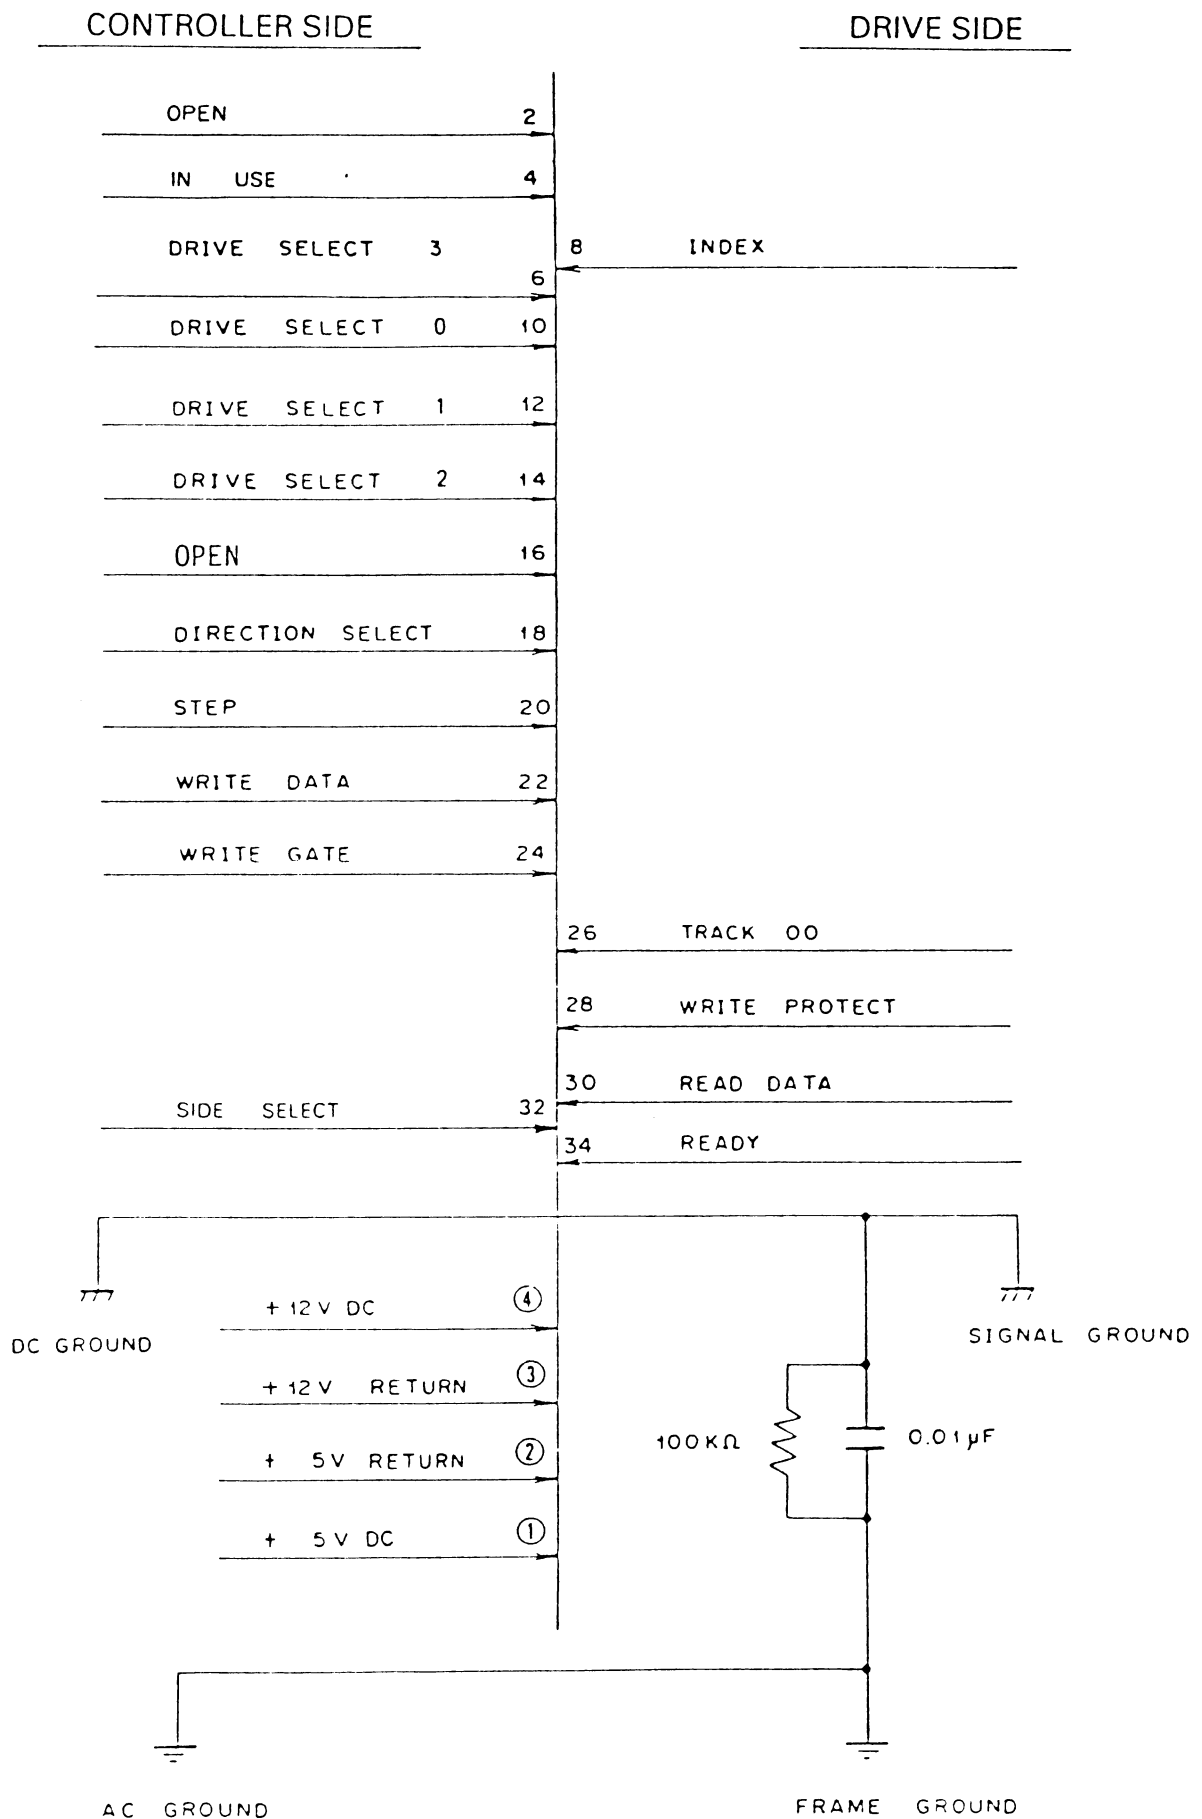 CONTROLLER SIDE
DRIVE SIDE
OPEN 2
IN USE 4
DRIVE SELECT 3
6
8 INDEX
DRIVE SELECT 0 10
DRIVE SELECT 1 12
DRIVE SELECT 2 14
OPEN 16
DIRECTION SELECT 18
STEP 20
WRITE DATA 22
WRITE GATE 24
26 TRACK 00
28 WRITE PROTECT
30 READ DATA
SIDE SELECT 32
34 READY
+12V DC ④
DC GROUND
SIGNAL GROUND
+12V RETURN ③
+ 5V RETURN ②
100KΩ
0.01µF
+ 5V DC ①
AC GROUND
FRAME GROUND